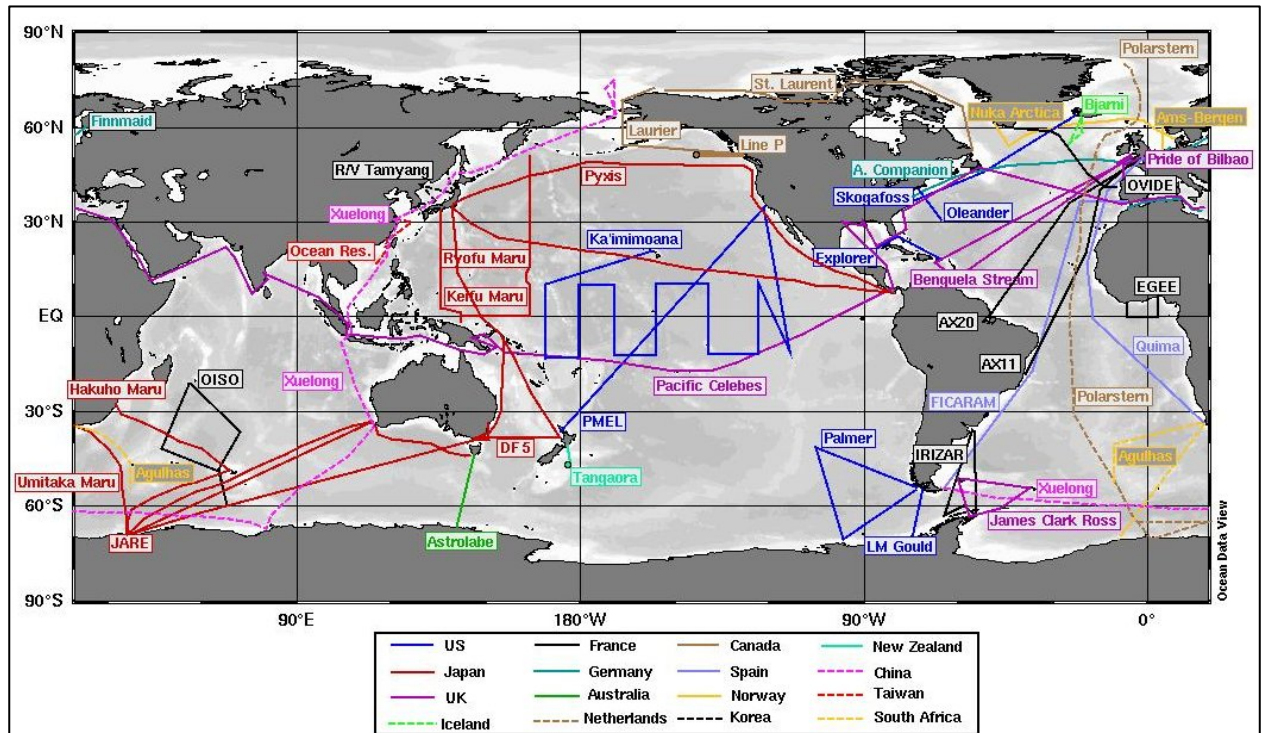 90°N
Polarstern
St. Laurent
Nuka Arctica
Bjarni
Finnmaid
60°N
Ams-Bergen
Laurier
Line P
R/V Tamyang
Pyxis
A. Companion
Pride of Bilbao
OVIDE
Skogafoss
Xuelong
Oleander
30°N
Ocean Res.
Ryofu Maru
Ka'imimoana
Explorer
Benguela Stream
Keifu Maru
EGEE
EQ
AX20
Quima
AX11
Hakuho Maru
OISO
Xuelong
Pacific Celebes
Polarstern
FICARAM
30°S
PMEL
DF5
Palmer
IRIZAR
Agulhas
Agulhas
Umitaka Maru
Tangaora
Xuelong
60°S
JARE
Astrolabe
James Clark Ross
LM Gould
Ocean Data View
90°S
90°E
180°W
90°W
0°
US
France
Canada
New Zealand
Japan
Germany
Spain
China
UK
Australia
Norway
Taiwan
Iceland
Netherlands
Korea
South Africa